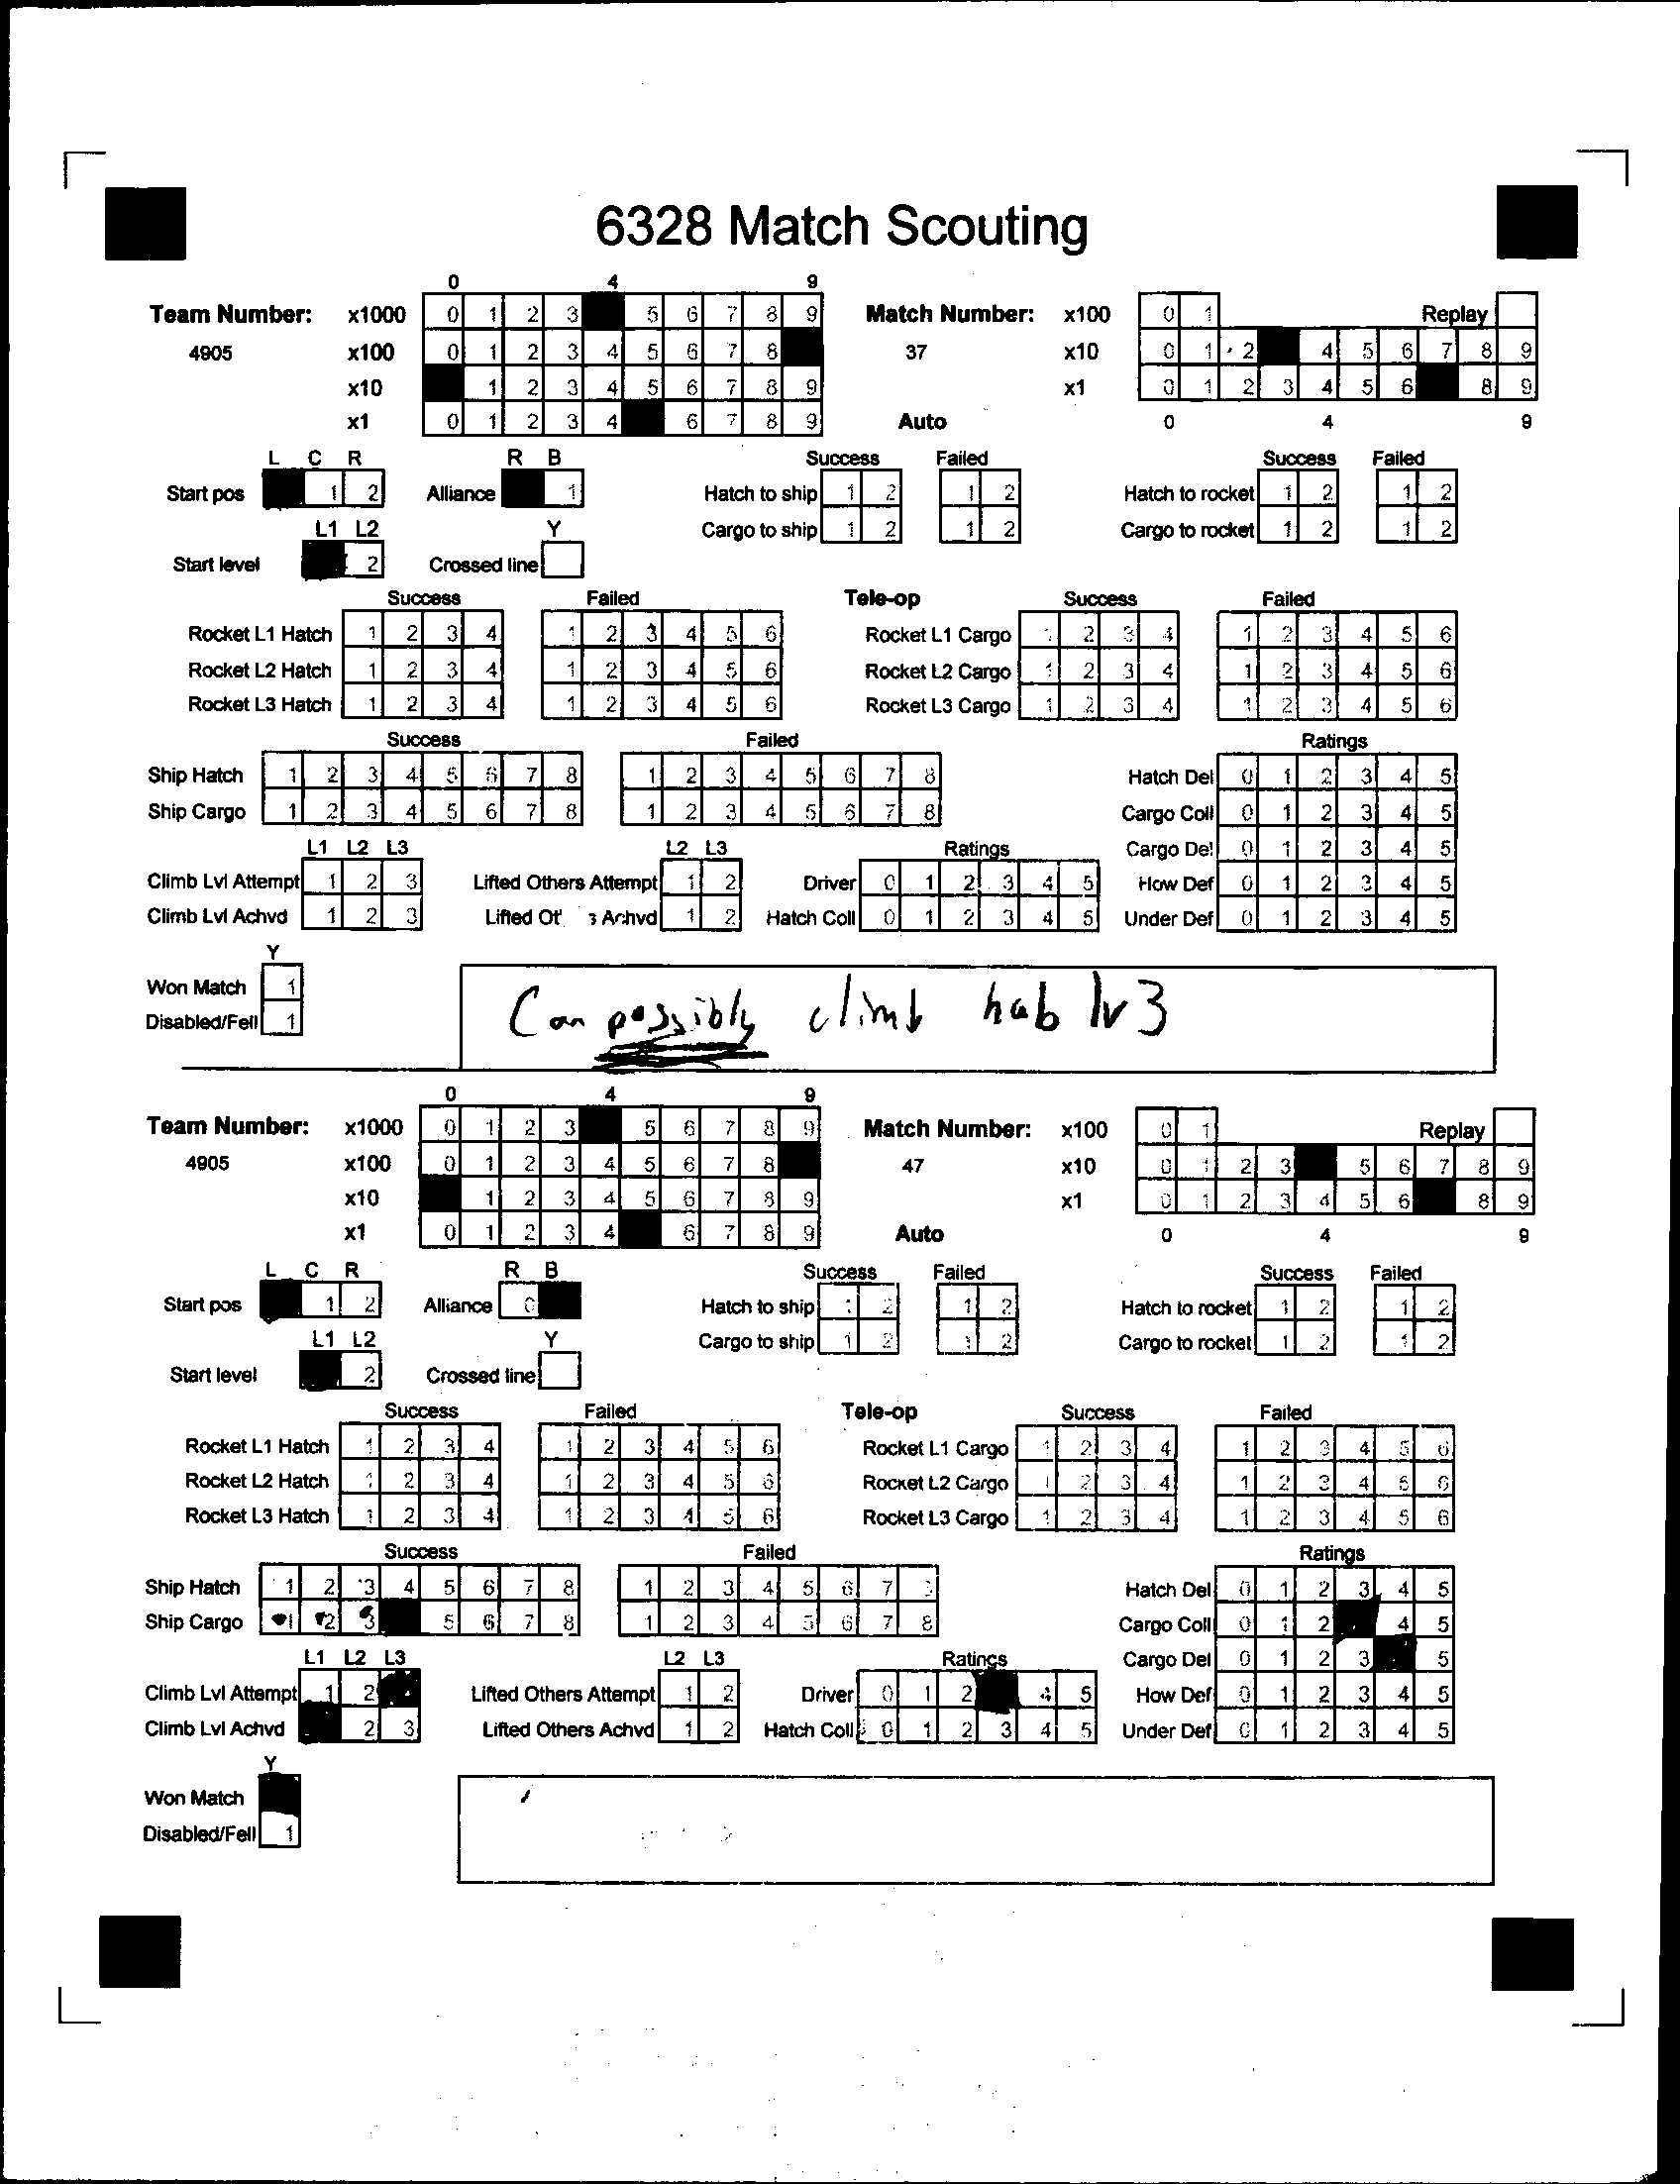 6328 Match Scouting
0 4 9
Team Number: x1000 0 1 2 3 5 6 7 8 9 Match Number: x100 0 1 Replay
4905 x100 0 1 2 3 4 5 6 7 8 37 x10 0 1 2 4 5 6 7 8 9
x10 1 2 3 4 5 6 7 8 9 x1 0 1 2 3 4 5 6 8 9
x1 0 1 2 3 4 6 7 8 9 Auto 0 4 9
L C R R B Success Failed Success Failed
Start pos 1 2 Alliance 1 Hatch to ship 1 2 1 2 Hatch to rocket 1 2 1 2
L1 L2 Y Cargo to ship 1 2 1 2 Cargo to rocket 1 2 1 2
Start level 2 Crossed line
Success Failed Tele-op Success Failed
Rocket L1 Hatch 1 2 3 4 1 2 3 4 5 6 Rocket L1 Cargo 1 2 3 4 1 2 3 4 5 6
Rocket L2 Hatch 1 2 3 4 1 2 3 4 5 6 Rocket L2 Cargo 1 2 3 4 1 2 3 4 5 6
Rocket L3 Hatch 1 2 3 4 1 2 3 4 5 6 Rocket L3 Cargo 1 2 3 4 1 2 3 4 5 6
Success Failed Ratings
Ship Hatch 1 2 3 4 5 6 7 8 1 2 3 4 5 6 7 8 Hatch Del 0 1 2 3 4 5
Ship Cargo 1 2 3 4 5 6 7 8 1 2 3 4 5 6 7 8 Cargo Coll 0 1 2 3 4 5
L1 L2 L3 L2 L3 Ratings Cargo Del 0 1 2 3 4 5
Climb Lvl Attempt 1 2 3 Lifted Others Attempt 1 2 Driver 0 1 2 3 4 5 How Def 0 1 2 3 4 5
Climb Lvl Achvd 1 2 3 Lifted Achvd 1 2 Hatch Coll 0 1 2 3 4 5 Under Def 0 1 2 3 4 5
Y
Won Match 1
Disabled/Fell 1
Can possibly climb hab lv3
0 4 9
Team Number: x1000 0 1 2 3 5 6 7 8 9 Match Number: x100 0 1 Replay
4905 x100 0 1 2 3 4 5 6 7 8 47 x10 0 1 2 3 5 6 7 8 9
x10 1 2 3 4 5 6 7 8 9 x1 0 1 2 3 4 5 6 8 9
x1 0 1 2 3 4 6 7 8 9 Auto 0 4 9
L C R R B Success Failed Success Failed
Start pos 1 2 Alliance 0 Hatch to ship 1 2 1 2 Hatch to rocket 1 2 1 2
L1 L2 Y Cargo to ship 1 2 1 2 Cargo to rocket 1 2 1 2
Start level 2 Crossed line
Success Failed Tele-op Success Failed
Rocket L1 Hatch 1 2 3 4 1 2 3 4 5 6 Rocket L1 Cargo 1 2 3 4 1 2 3 4 5 6
Rocket L2 Hatch 1 2 3 4 1 2 3 4 5 6 Rocket L2 Cargo 1 2 3 4 1 2 3 4 5 6
Rocket L3 Hatch 1 2 3 4 1 2 3 4 5 6 Rocket L3 Cargo 1 2 3 4 1 2 3 4 5 6
Success Failed Ratings
Ship Hatch 1 2 3 4 5 6 7 8 1 2 3 4 5 6 7 Hatch Del 0 1 2 3 4 5
Ship Cargo 1 2 3 5 6 7 8 1 2 3 4 5 6 7 8 Cargo Coll 0 1 2 4 5
L1 L2 L3 L2 L3 Ratings Cargo Del 0 1 2 3 5
Climb Lvl Attempt 1 2 Lifted Others Attempt 1 2 Driver 0 1 2 4 5 How Def 0 1 2 3 4 5
Climb Lvl Achvd 2 3 Lifted Others Achvd 1 2 Hatch Coll 0 1 2 3 4 5 Under Def 0 1 2 3 4 5
Y
Won Match
Disabled/Fell 1